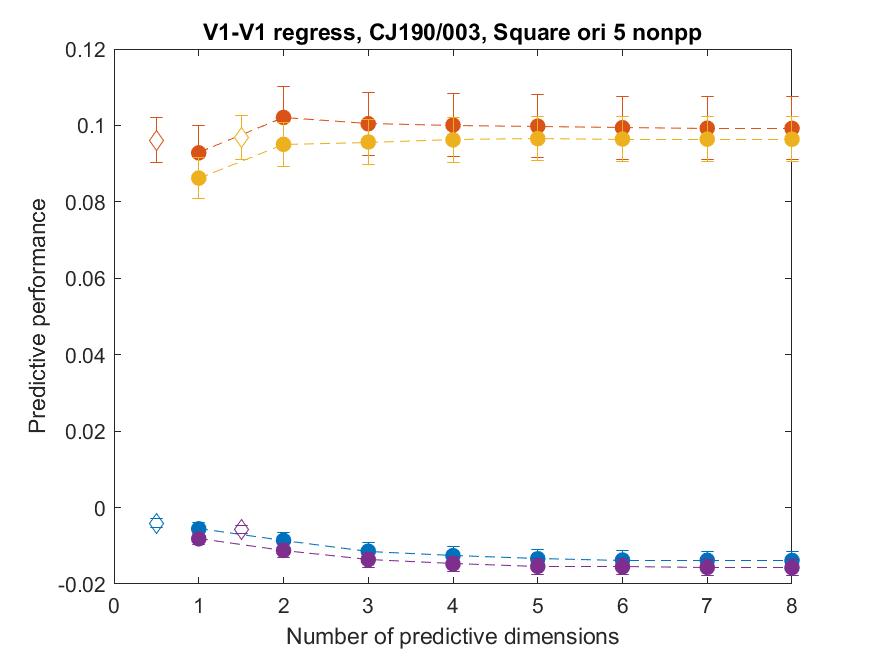 V1-V1 regress, CJ190/003, Square ori 5 nonpp
0.12
0.1
0.08
0.06
0.04
0.02
0
-0.02
Predictive performance
0 1 2 3 4 5 6 7 8
Number of predictive dimensions